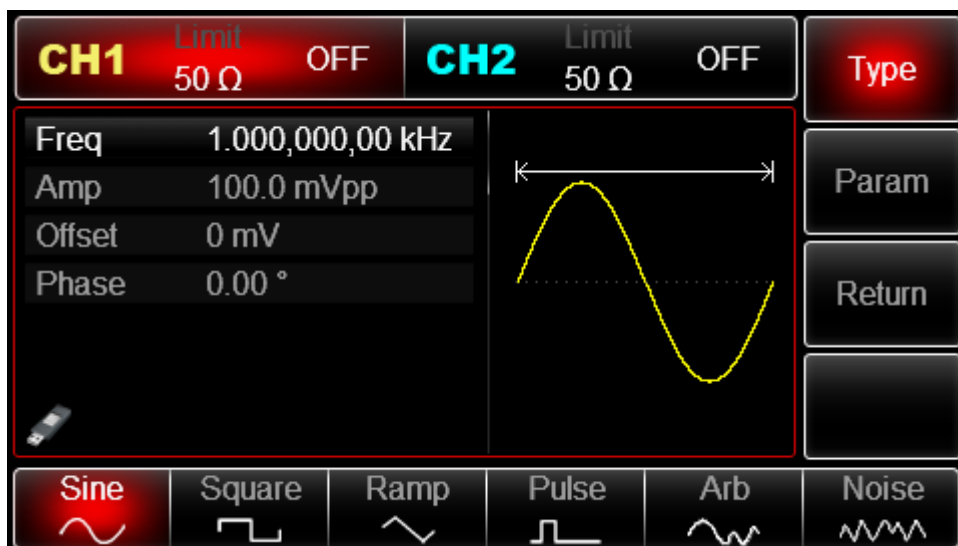 CH1 Limit 50 Ω OFF
CH2 Limit 50 Ω OFF
Type
Freq 1.000,000,00 kHz
Amp 100.0 mVpp
Offset 0 mV
Phase 0.00 °
Param
Return
Sine Square Ramp Pulse Arb Noise